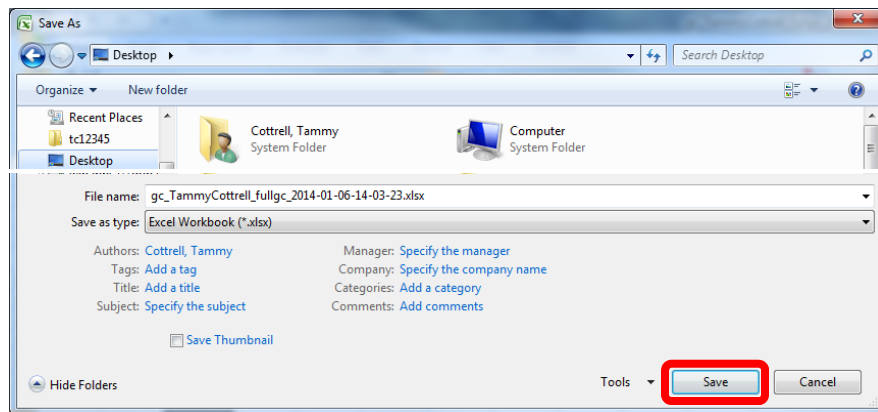 Save As
Desktop
Search Desktop
Organize New folder
Recent Places
tc12345
Desktop
Cottrell, Tammy
System Folder
Computer
System Folder
File name: gc_TammyCottrell_fullgc_2014-01-06-14-03-23.xlsx
Save as type: Excel Workbook (*.xlsx)
Authors: Cottrell, Tammy Manager: Specify the manager
Tags: Add a tag Company: Specify the company name
Title: Add a title Categories: Add a category
Subject: Specify the subject Comments: Add comments
Save Thumbnail
Hide Folders Tools Save Cancel